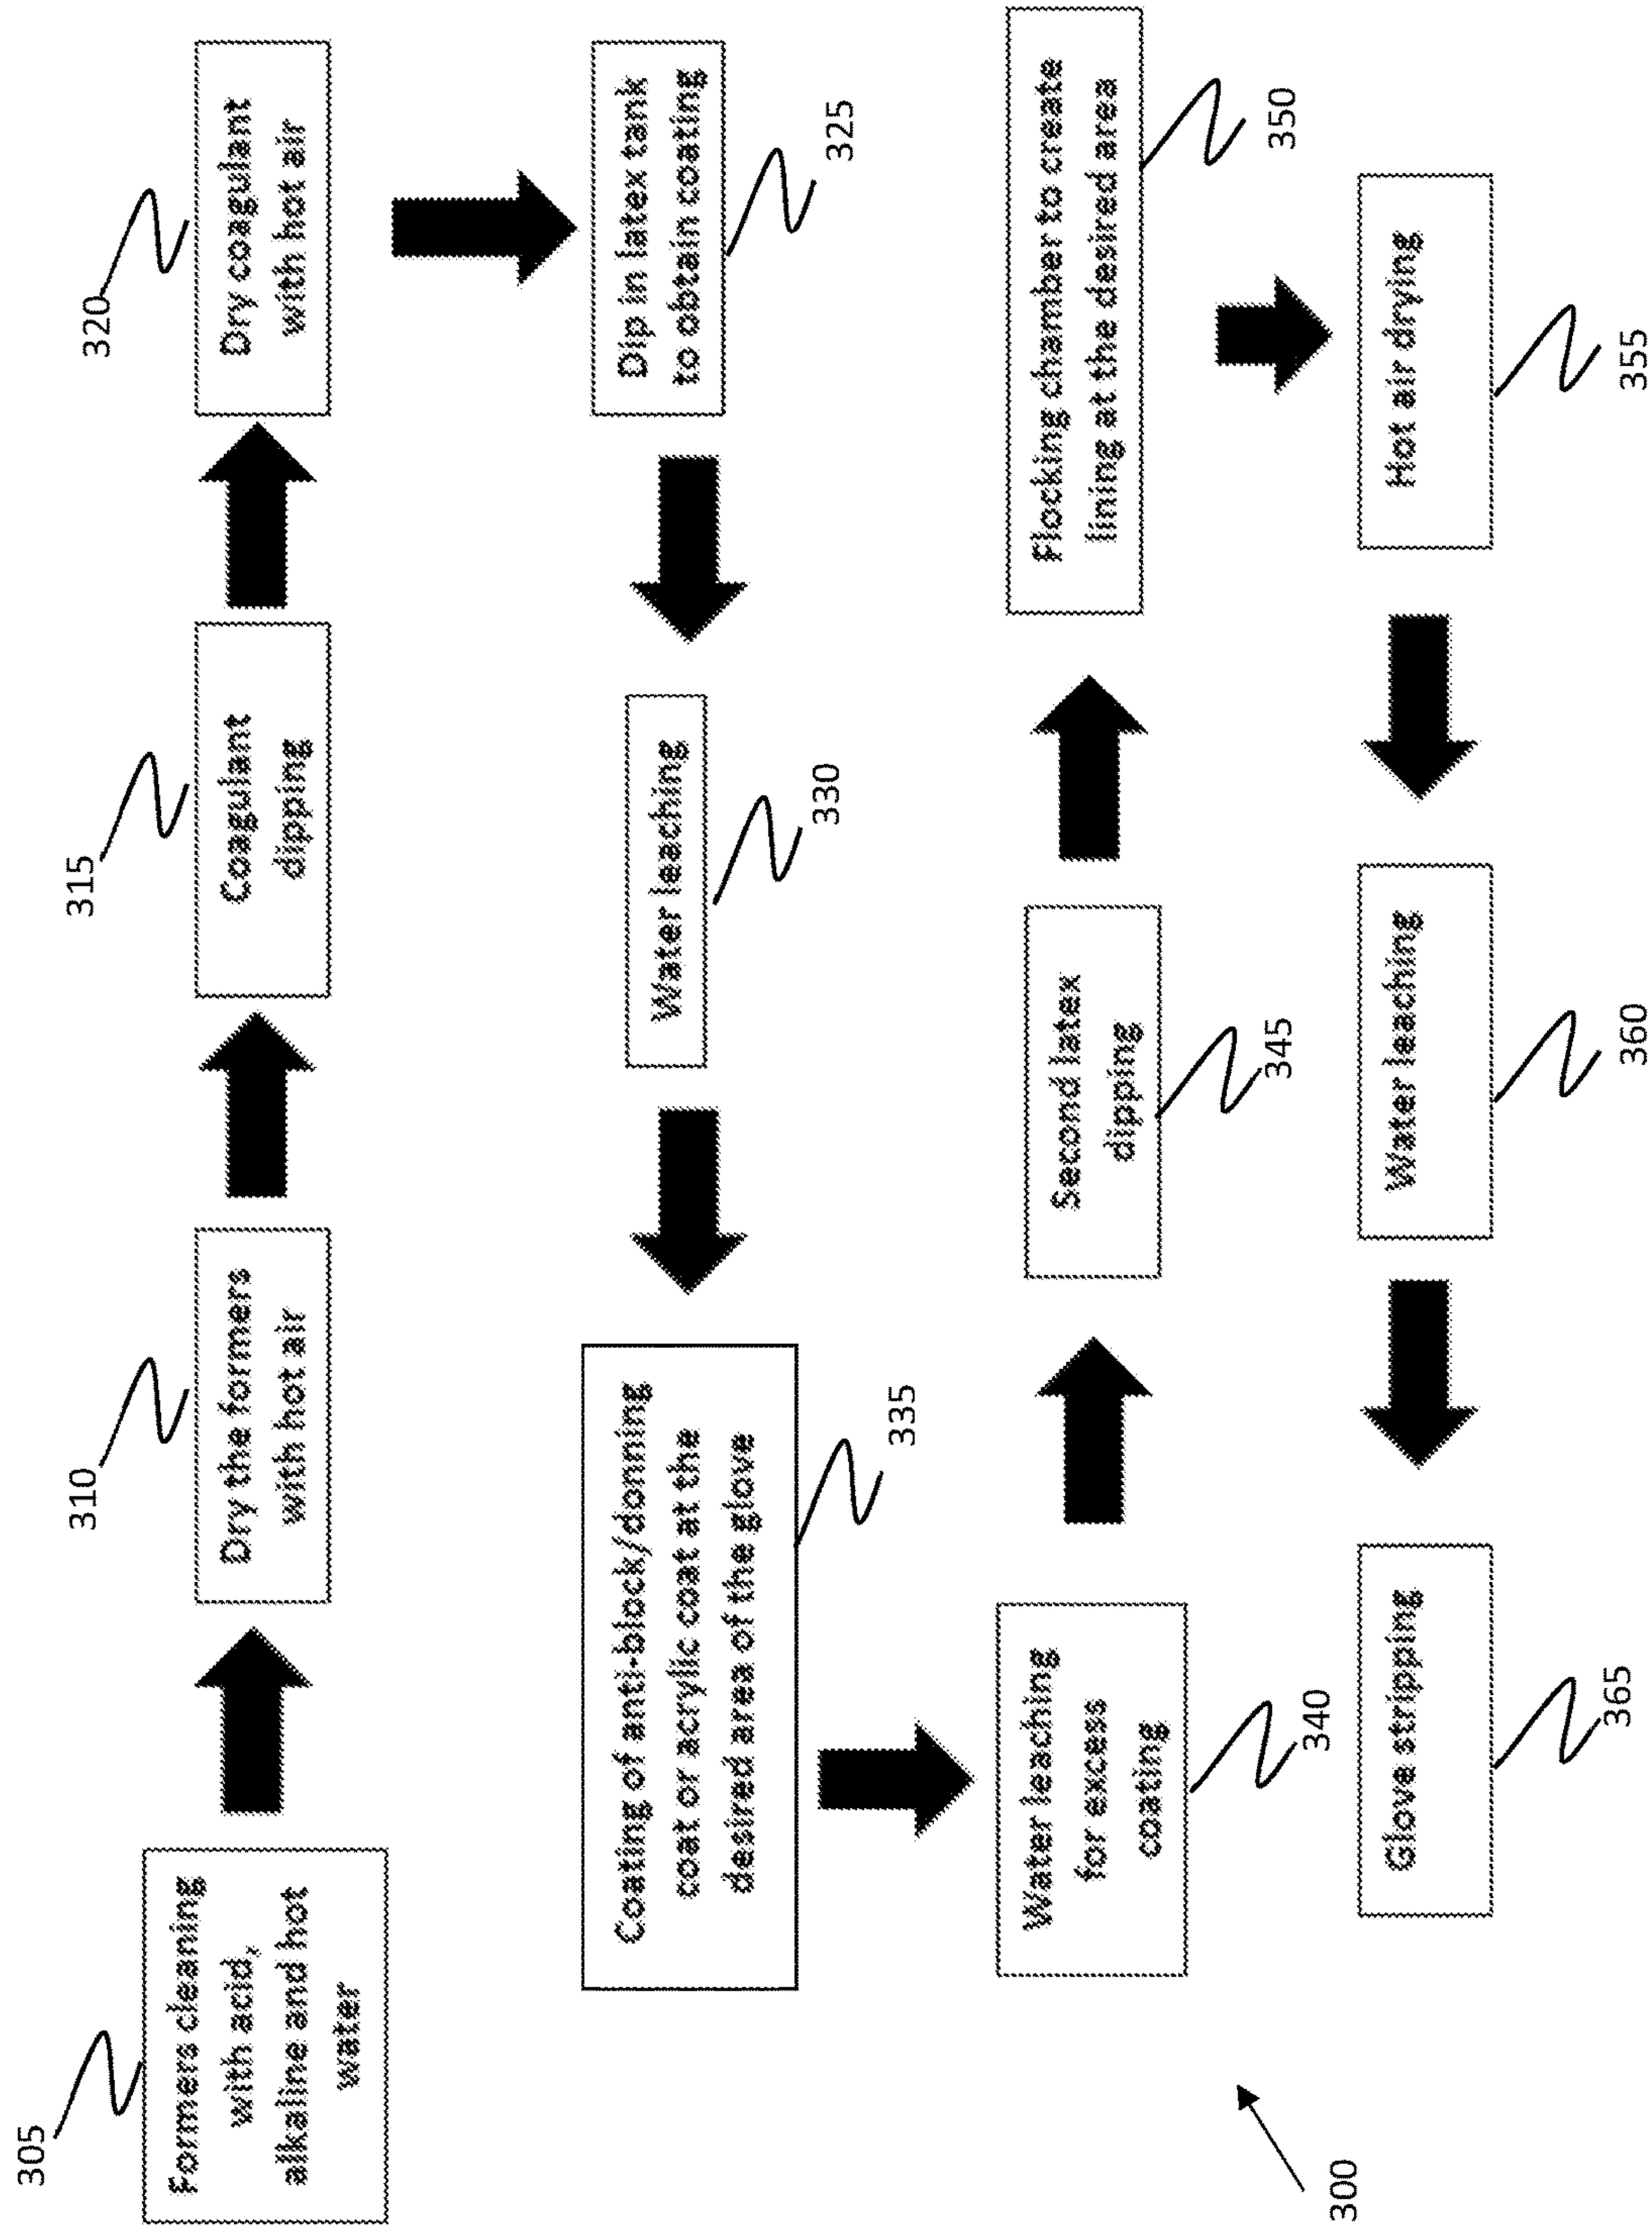 305
Formers cleaning
with acid,
alkaline and hot
water
310
Dry the formers
with hot air
315
Coagulant
dipping
320
Dry coagulant
with hot air
Dip in latex tank
to obtain coating
325
Water leaching
330
Coating of anti-block/donning
coat or acrylic coat at the
desired area of the glove
335
Water leaching
for excess
coating
340
Second latex
dipping
345
Flocking chamber to create
lining at the desired area
350
Hot air drying
355
Water leaching
360
Glove stripping
365
300